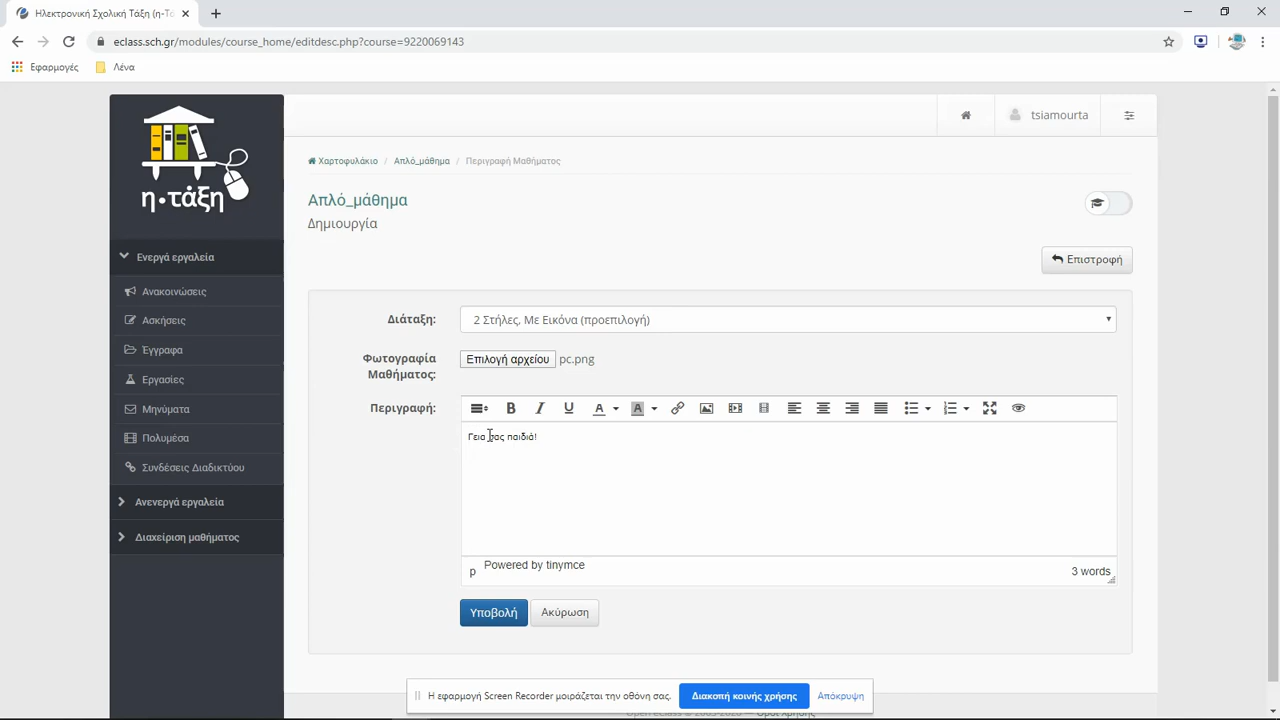 Ηλεκτρονική Σχολική Τάξη (η-Τά
eclass.sch.gr/modules/course_home/editdesc.php?course=9220069143
Εφαρμογές
Λένα
η·τάξη
tsiamourta
Χαρτοφυλάκιο / Απλό_μάθημα / Περιγραφή Μαθήματος
Απλό_μάθημα
Δημιουργία
Επιστροφή
Ενεργά εργαλεία
Ανακοινώσεις
Ασκήσεις
Έγγραφα
Εργασίες
Μηνύματα
Πολυμέσα
Συνδέσεις Διαδικτύου
Ανενεργά εργαλεία
Διαχείριση μαθήματος
Διάταξη: 2 Στήλες, Με Εικόνα (προεπιλογή)
Φωτογραφία Μαθήματος: Επιλογή αρχείου pc.png
Περιγραφή:
B I U A A
Γεια σας παιδιά!
p Powered by tinymce 3 words
Υποβολή Ακύρωση
Η εφαρμογή Screen Recorder μοιράζεται την οθόνη σας. Διακοπή κοινής χρήσης Απόκρυψη